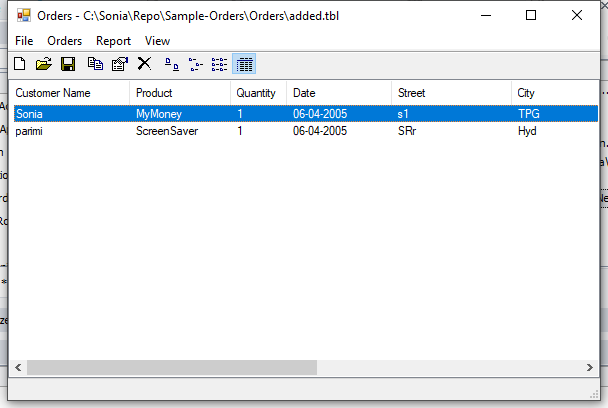 Orders - C:\Sonia\Repo\Sample-Orders\Orders\added.tbl
File Orders Report View
Customer Name Product Quantity Date Street City
Sonia MyMoney 1 06-04-2005 s1 TPG
parimi ScreenSaver 1 06-04-2005 SRr Hyd